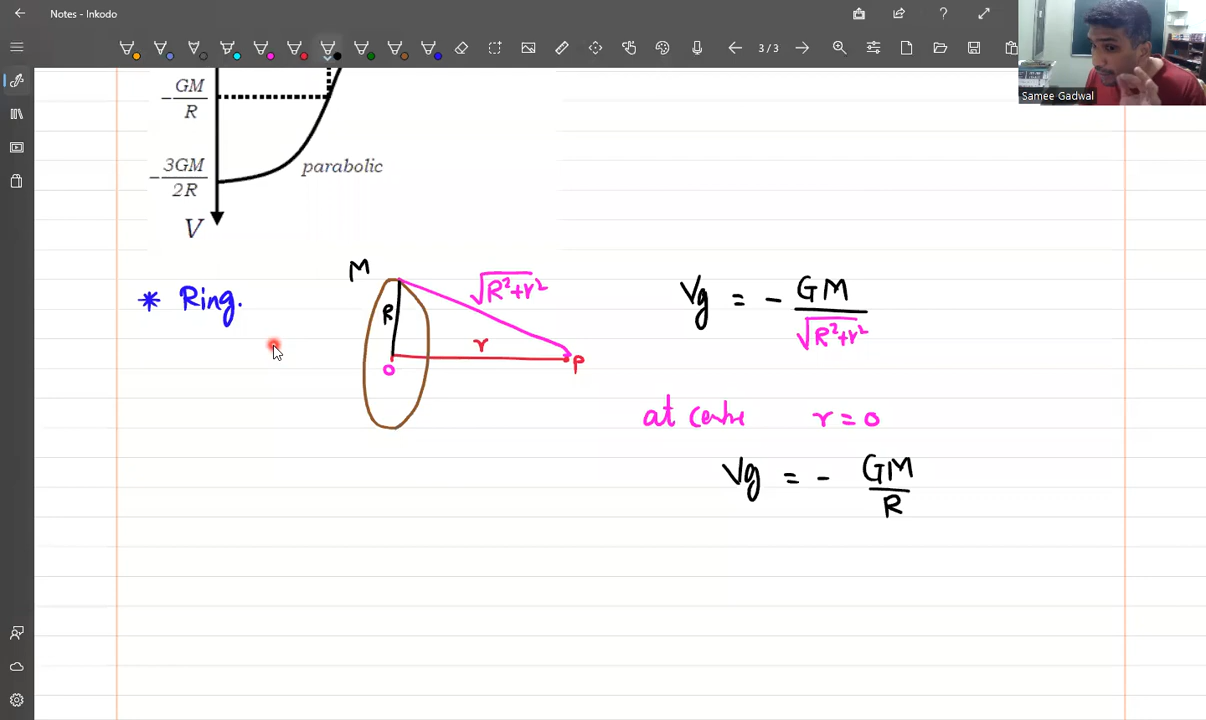 Notes - Inkodo
3 / 3
Samee Gadwal
- GM / R
- 3GM / 2R
parabolic
V
* Ring.
M
R
√R²+r²
r
O
P
Vg = - GM / √R²+r²
at centre r = 0
Vg = - GM / R